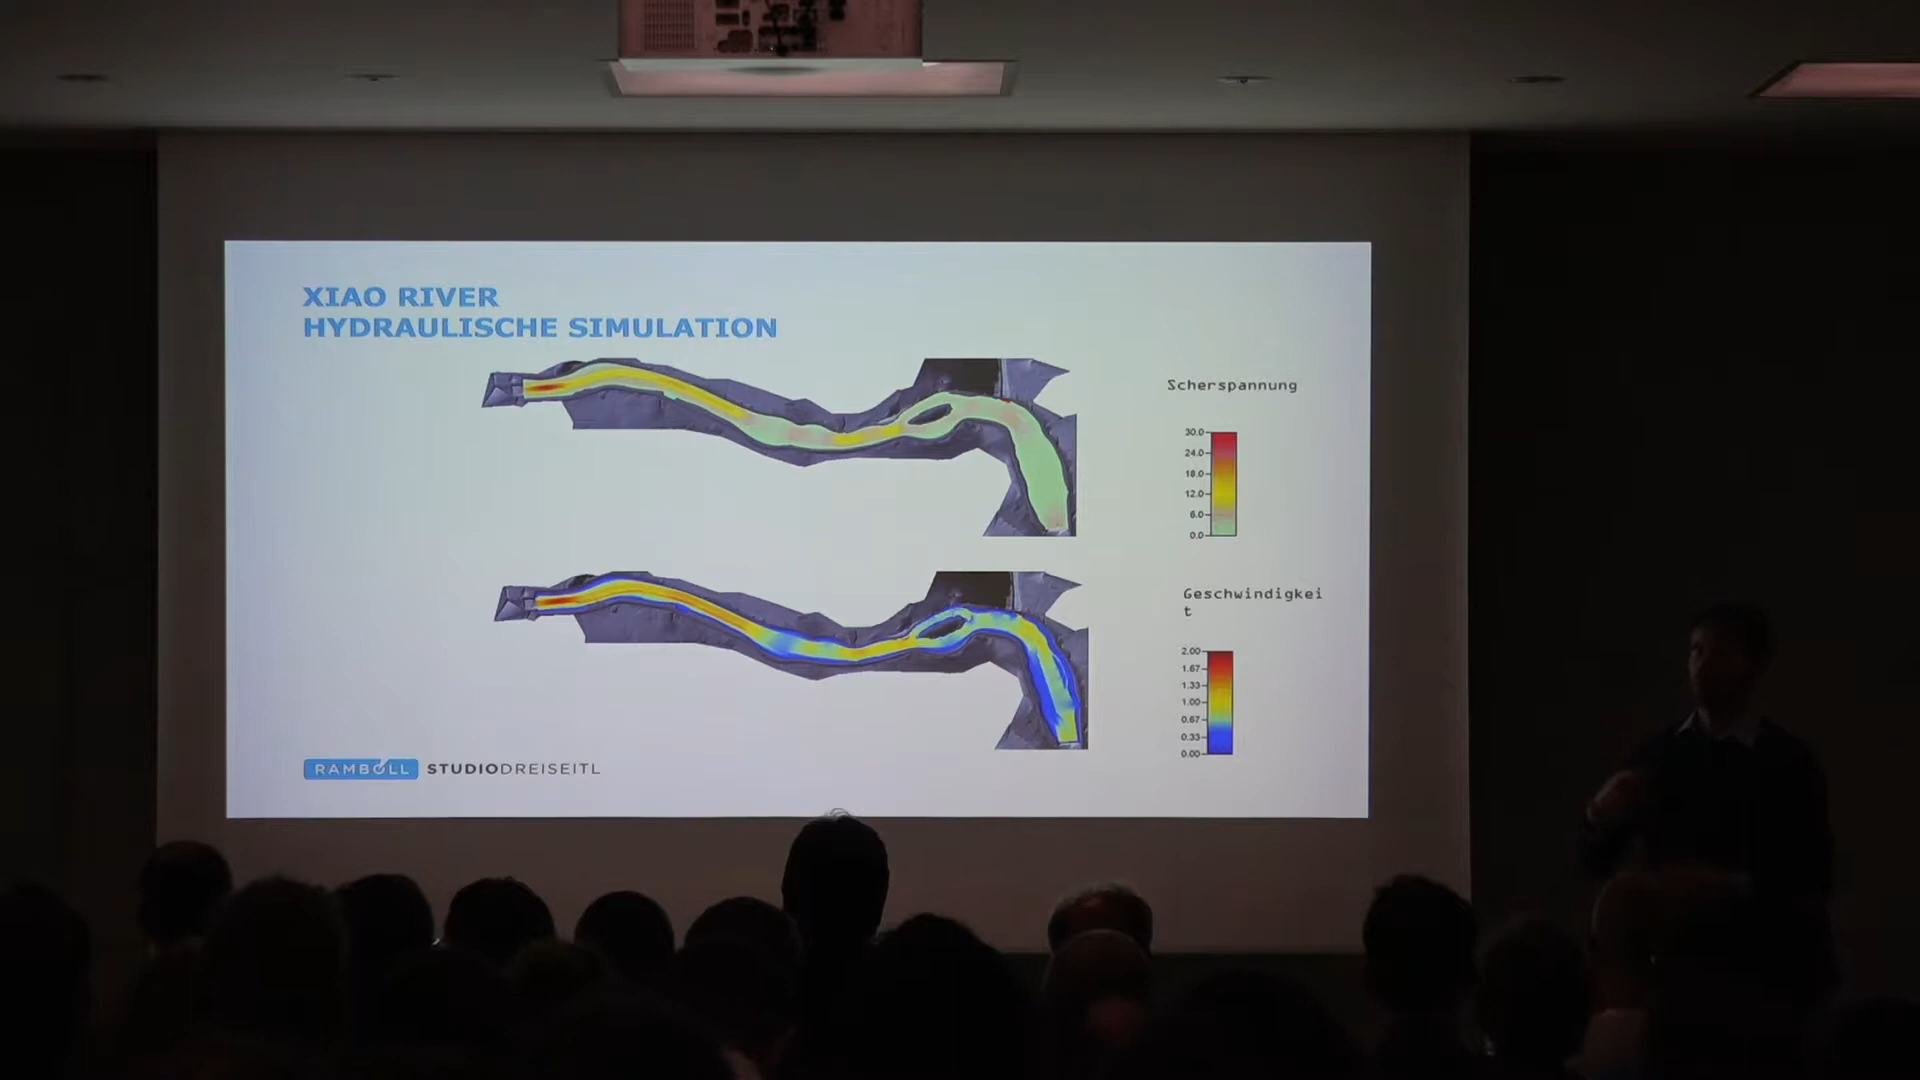 XIAO RIVER
HYDRAULISCHE SIMULATION
Scherspannung
30.0
24.0
18.0
12.0
6.0
0.0
Geschwindigkei
t
2.00
1.67
1.33
1.00
0.67
0.33
0.00
RAMBOLL STUDIODREISEITL